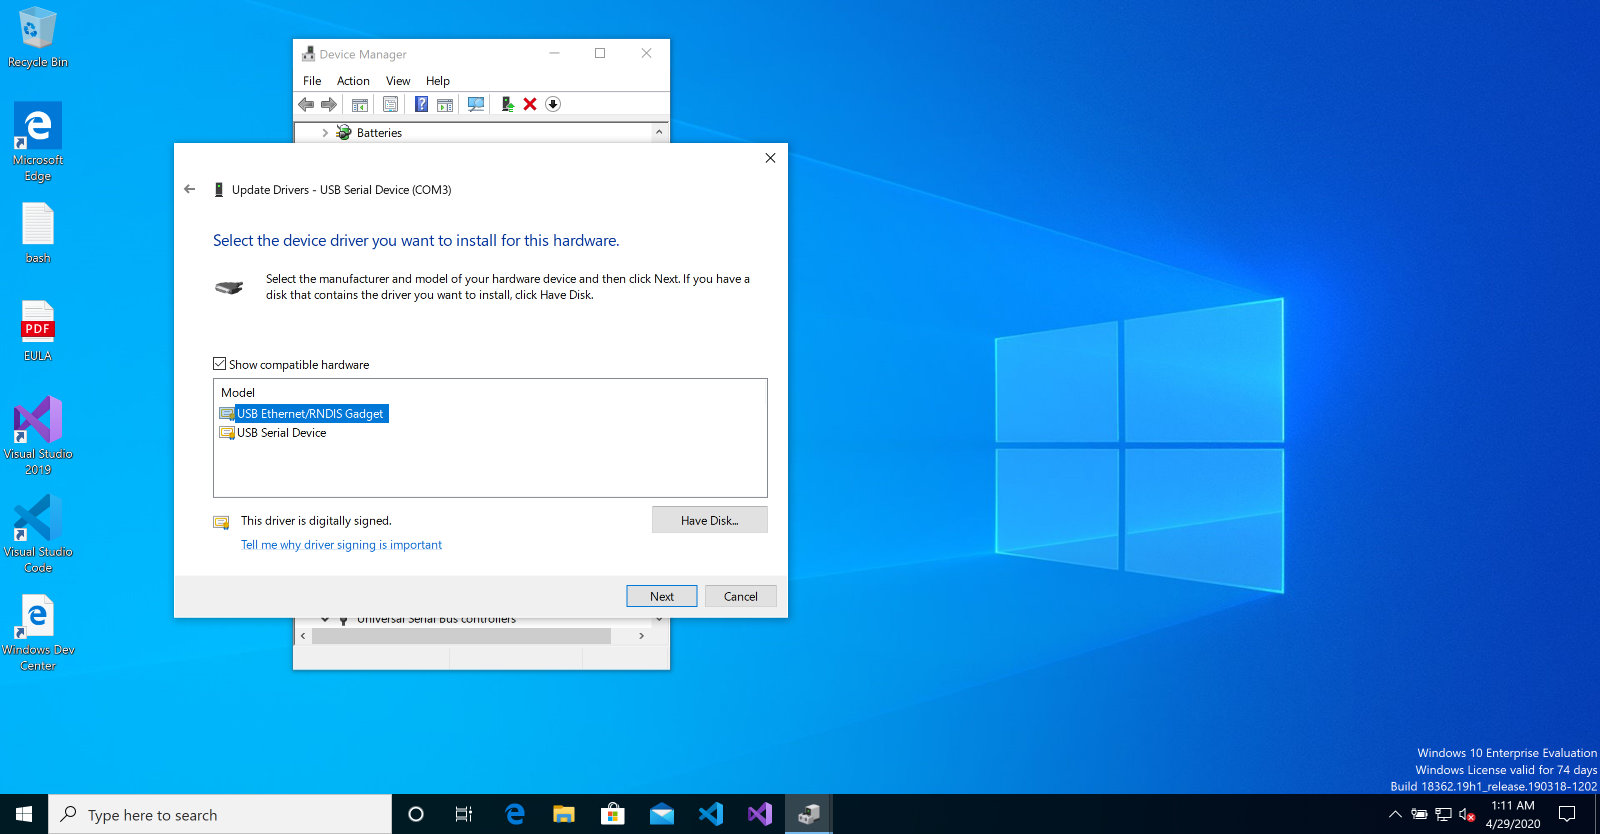 Recycle Bin
Microsoft
Edge
bash
PDF
EULA
Visual Studio
2019
Visual Studio
Code
Windows Dev
Center
Device Manager
File Action View Help
Batteries
Update Drivers - USB Serial Device (COM3)
Select the device driver you want to install for this hardware.
Select the manufacturer and model of your hardware device and then click Next. If you have a
disk that contains the driver you want to install, click Have Disk.
Show compatible hardware
Model
USB Ethernet/RNDIS Gadget
USB Serial Device
This driver is digitally signed.
Have Disk...
Tell me why driver signing is important
Next Cancel
Universal Serial Bus controllers
Windows 10 Enterprise Evaluation
Windows License valid for 74 days
Build 18362.19h1_release.190318-1202
Type here to search
1:11 AM
4/29/2020